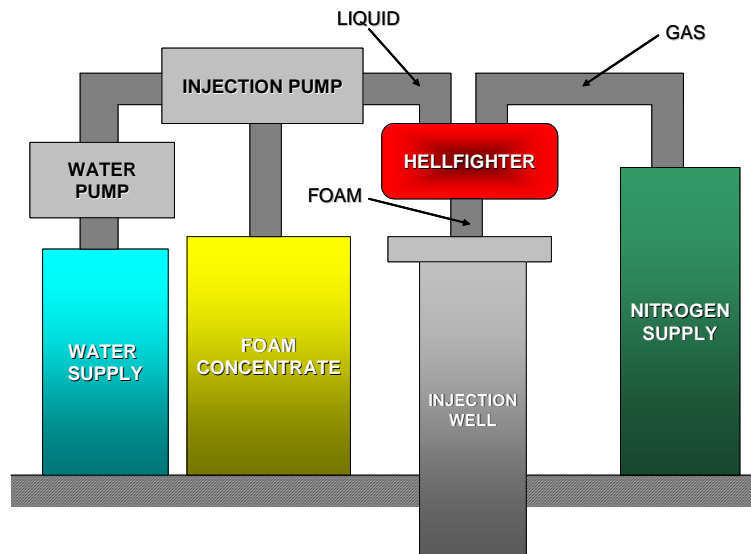 LIQUID
GAS
INJECTION PUMP
WATER
PUMP
HELLFIGHTER
FOAM
WATER
SUPPLY
FOAM
CONCENTRATE
INJECTION
WELL
NITROGEN
SUPPLY